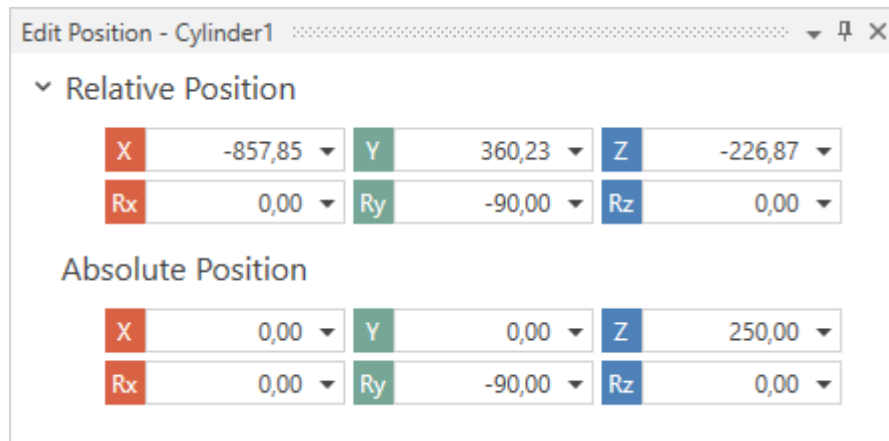 Edit Position - Cylinder1
Relative Position
X -857,85 Y 360,23 Z -226,87
Rx 0,00 Ry -90,00 Rz 0,00
Absolute Position
X 0,00 Y 0,00 Z 250,00
Rx 0,00 Ry -90,00 Rz 0,00